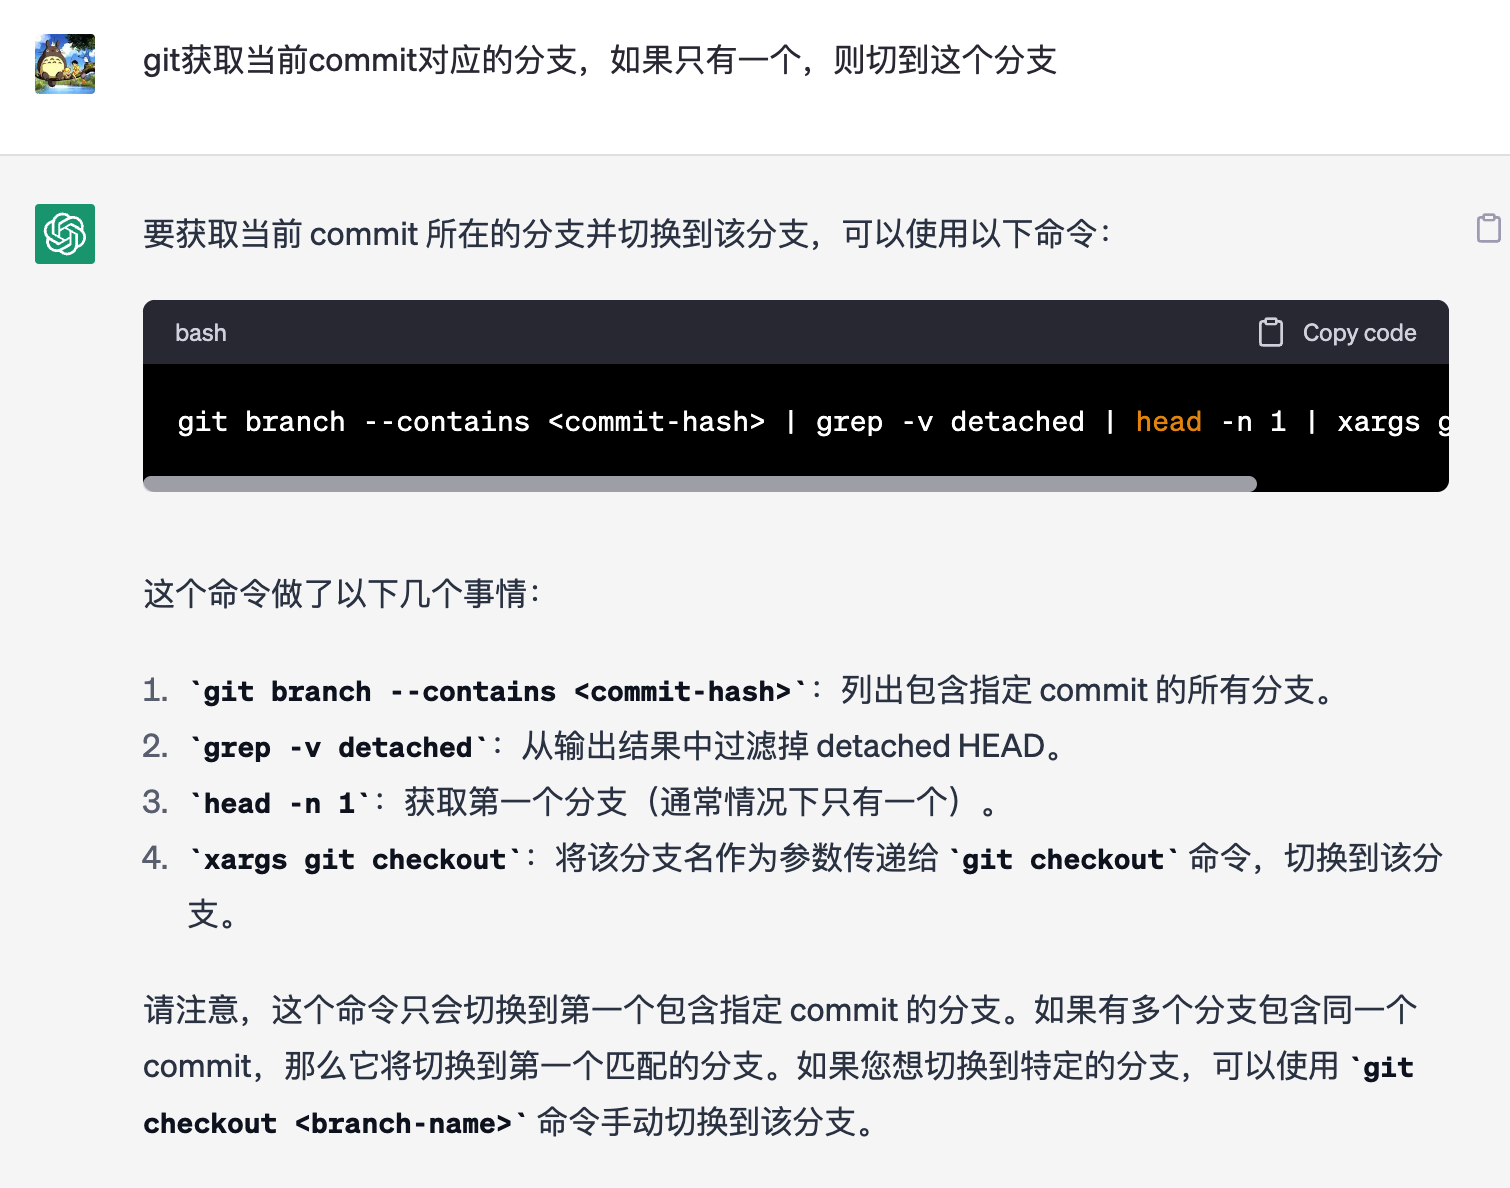 git获取当前commit对应的分支，如果只有一个，则切到这个分支
要获取当前 commit 所在的分支并切换到该分支，可以使用以下命令：
bash
Copy code
git branch --contains <commit-hash> | grep -v detached | head -n 1 | xargs g
这个命令做了以下几个事情：
1. `git branch --contains <commit-hash>`：列出包含指定 commit 的所有分支。
2. `grep -v detached`：从输出结果中过滤掉 detached HEAD。
3. `head -n 1`：获取第一个分支（通常情况下只有一个）。
4. `xargs git checkout`：将该分支名作为参数传递给 `git checkout` 命令，切换到该分
支。
请注意，这个命令只会切换到第一个包含指定 commit 的分支。如果有多个分支包含同一个
commit，那么它将切换到第一个匹配的分支。如果您想切换到特定的分支，可以使用 `git
checkout <branch-name>` 命令手动切换到该分支。